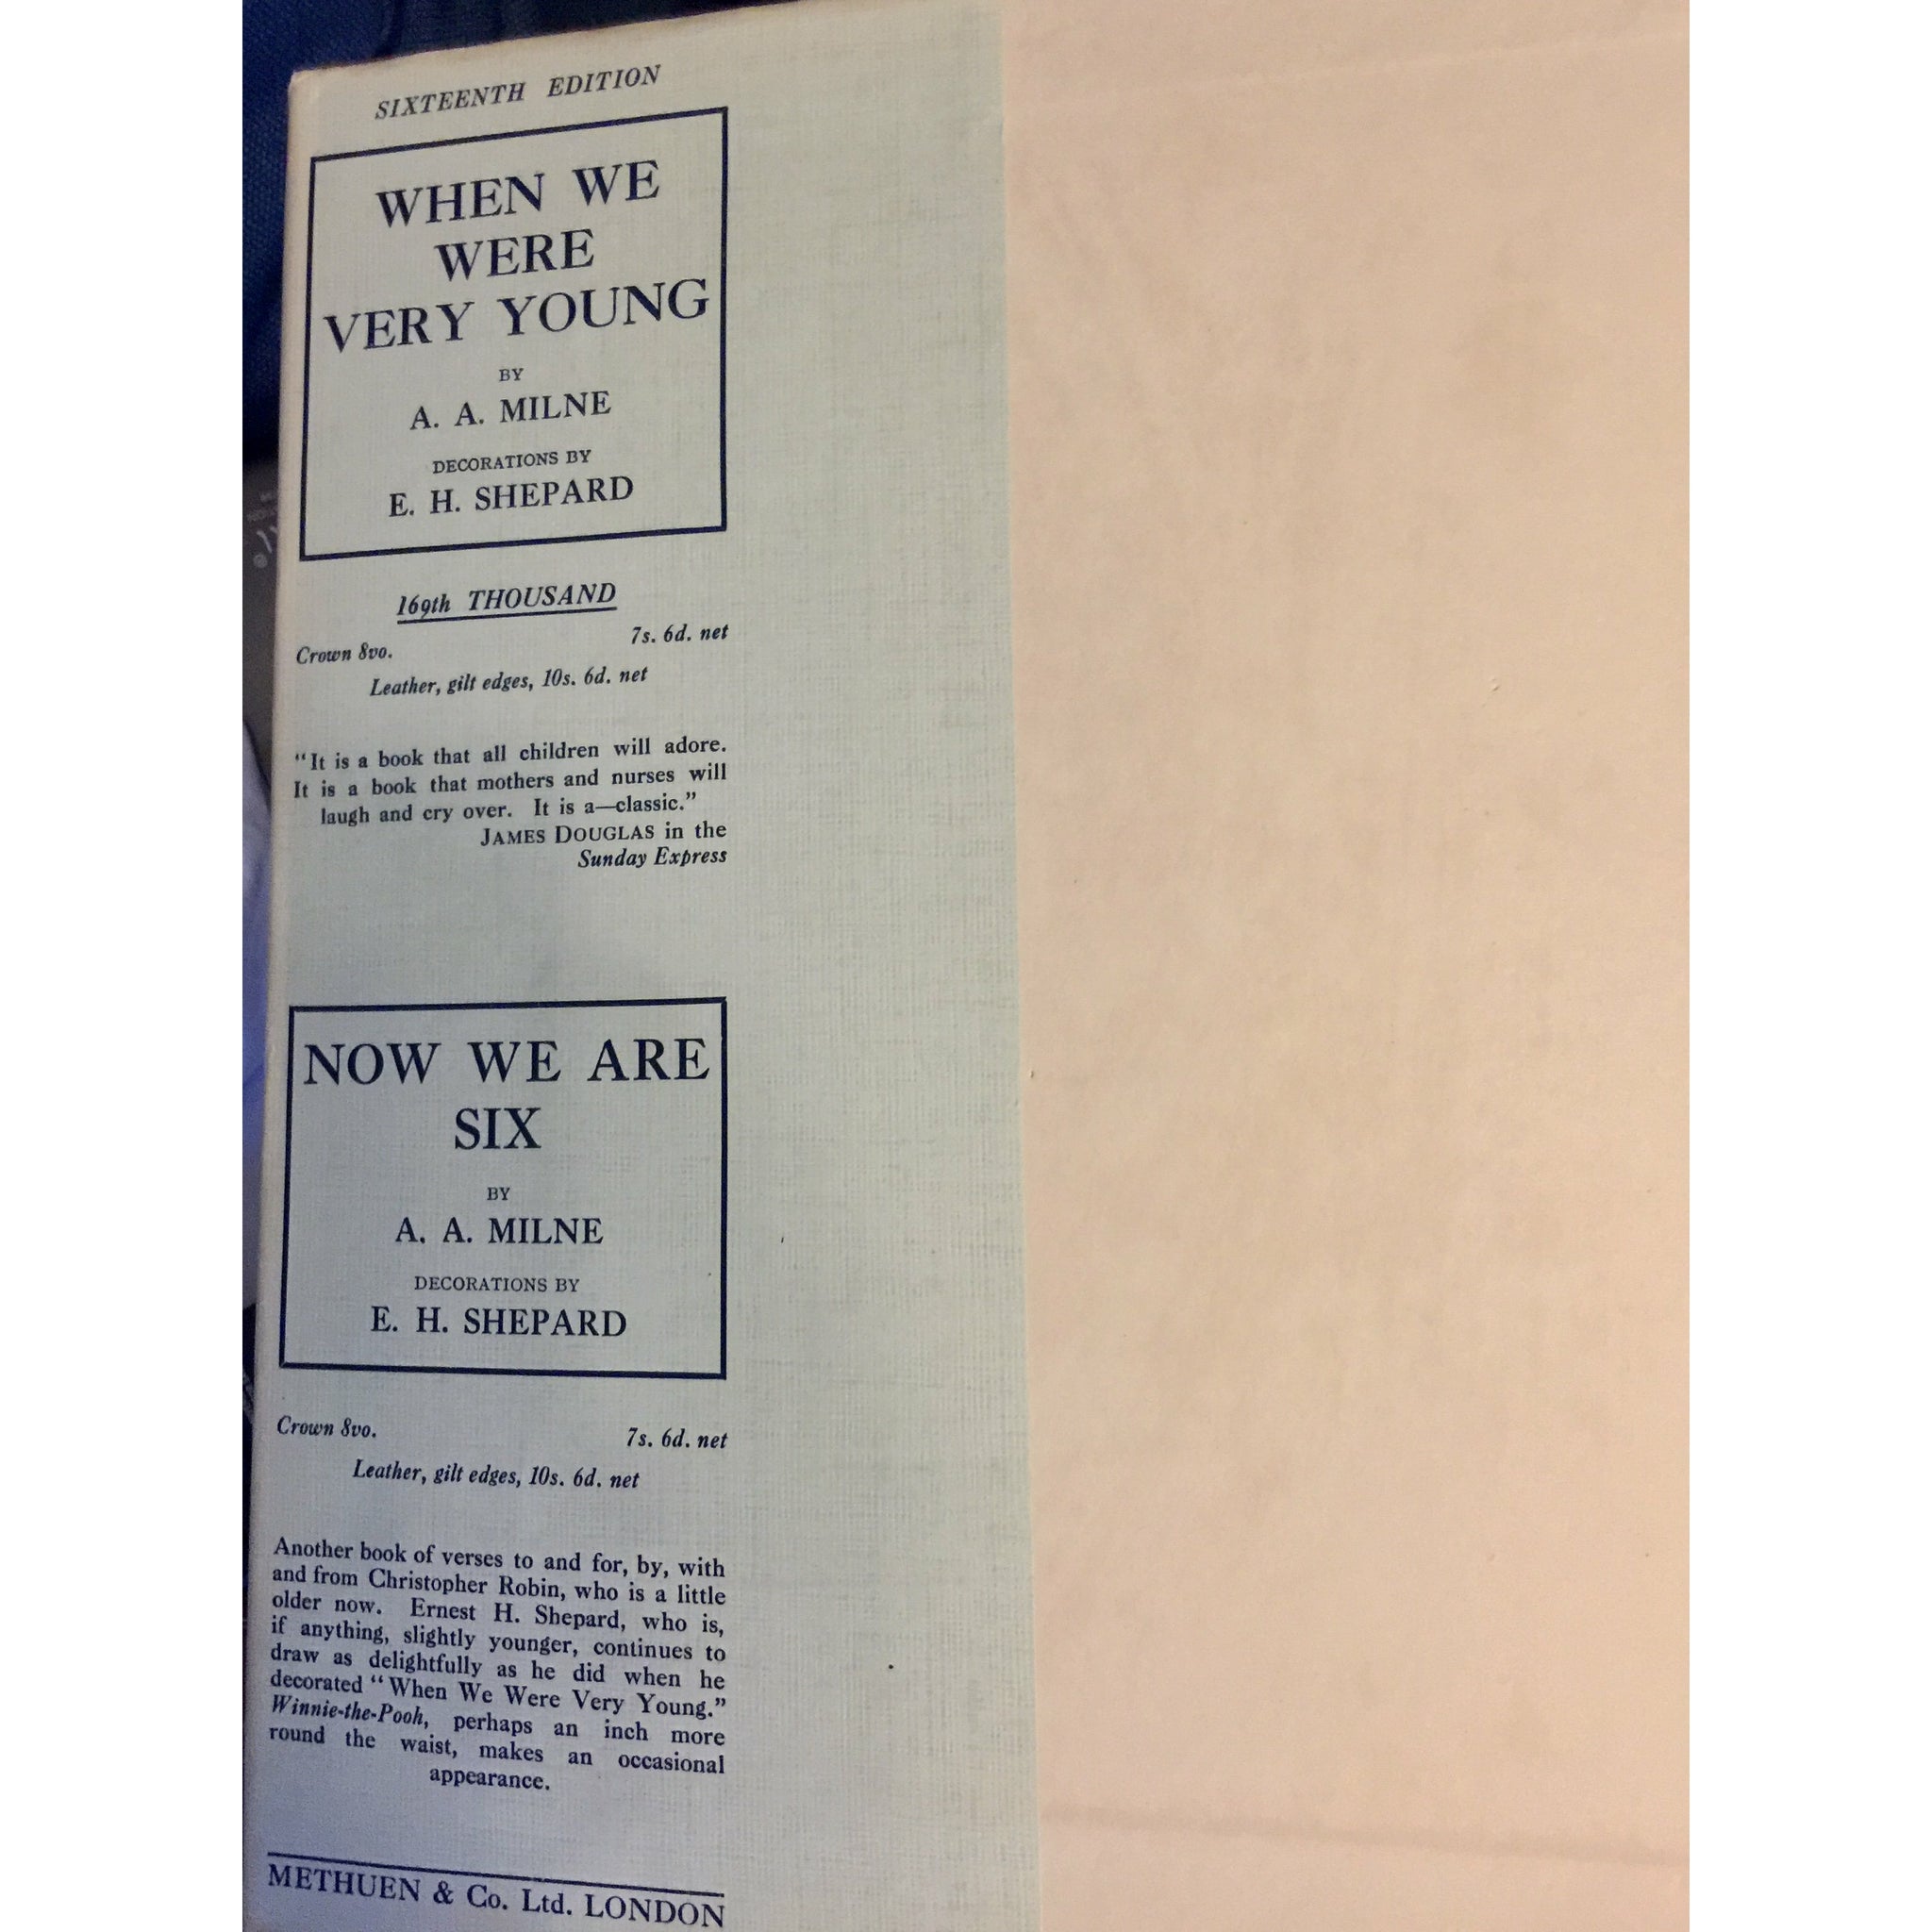 SIXTEENTH EDITION
WHEN WE
WERE
VERY YOUNG
BY
A. A. MILNE
DECORATIONS BY
E. H. SHEPARD
169th THOUSAND
Crown 8vo. 7s. 6d. net
Leather, gilt edges, 10s. 6d. net
"It is a book that all children will adore.
It is a book that mothers and nurses will
laugh and cry over. It is a—classic."
JAMES DOUGLAS in the
Sunday Express
NOW WE ARE
SIX
BY
A. A. MILNE
DECORATIONS BY
E. H. SHEPARD
Crown 8vo. 7s. 6d. net
Leather, gilt edges, 10s. 6d. net
Another book of verses to and for, by, with
and from Christopher Robin, who is a little
older now. Ernest H. Shepard, who is,
if anything, slightly younger, continues to
draw as delightfully as he did when he
decorated "When We Were Very Young."
Winnie-the-Pooh, perhaps an inch more
round the waist, makes an occasional
appearance.
METHUEN & Co. Ltd. LONDON